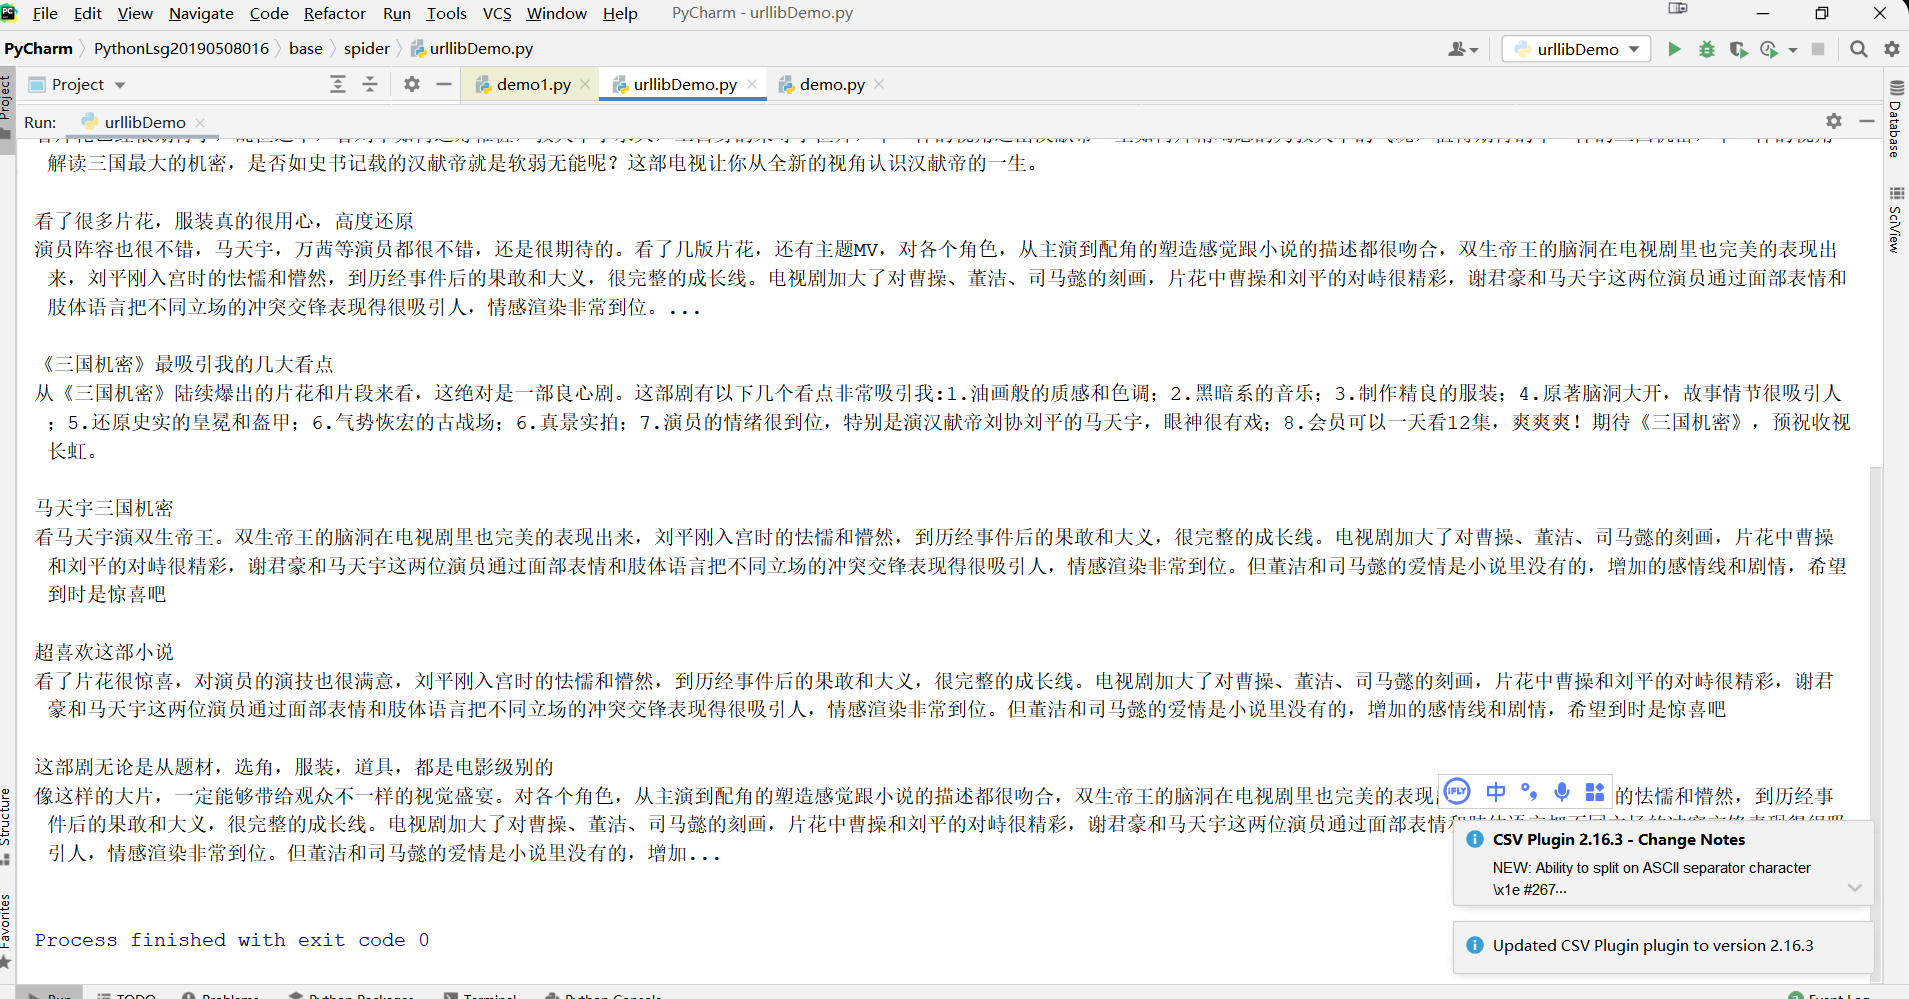 File Edit View Navigate Code Refactor Run Tools VCS Window Help PyCharm - urllibDemo.py
PyCharm PythonLsg20190508016 base spider urllibDemo.py urllibDemo
Project demo1.py urllibDemo.py demo.py
Run: urllibDemo
解读三国最大的机密，是否如史书记载的汉献帝就是软弱无能呢？这部电视让你从全新的视角认识汉献帝的一生。
看了很多片花，服装真的很用心，高度还原
演员阵容也很不错，马天宇，万茜等演员都很不错，还是很期待的。看了几版片花，还有主题MV，对各个角色，从主演到配角的塑造感觉跟小说的描述都很吻合，双生帝王的脑洞在电视剧里也完美的表现出
来，刘平刚入宫时的怯懦和懵然，到历经事件后的果敢和大义，很完整的成长线。电视剧加大了对曹操、董洁、司马懿的刻画，片花中曹操和刘平的对峙很精彩，谢君豪和马天宇这两位演员通过面部表情和
肢体语言把不同立场的冲突交锋表现得很吸引人，情感渲染非常到位。...
《三国机密》最吸引我的几大看点
从《三国机密》陆续爆出的片花和片段来看，这绝对是一部良心剧。这部剧有以下几个看点非常吸引我:1.油画般的质感和色调；2.黑暗系的音乐；3.制作精良的服装；4.原著脑洞大开，故事情节很吸引人
；5.还原史实的皇冕和盔甲；6.气势恢宏的古战场；6.真景实拍；7.演员的情绪很到位，特别是演汉献帝刘协刘平的马天宇，眼神很有戏；8.会员可以一天看12集，爽爽爽！期待《三国机密》，预祝收视
长虹。
马天宇三国机密
看马天宇演双生帝王。双生帝王的脑洞在电视剧里也完美的表现出来，刘平刚入宫时的怯懦和懵然，到历经事件后的果敢和大义，很完整的成长线。电视剧加大了对曹操、董洁、司马懿的刻画，片花中曹操
和刘平的对峙很精彩，谢君豪和马天宇这两位演员通过面部表情和肢体语言把不同立场的冲突交锋表现得很吸引人，情感渲染非常到位。但董洁和司马懿的爱情是小说里没有的，增加的感情线和剧情，希望
到时是惊喜吧
超喜欢这部小说
看了片花很惊喜，对演员的演技也很满意，刘平刚入宫时的怯懦和懵然，到历经事件后的果敢和大义，很完整的成长线。电视剧加大了对曹操、董洁、司马懿的刻画，片花中曹操和刘平的对峙很精彩，谢君
豪和马天宇这两位演员通过面部表情和肢体语言把不同立场的冲突交锋表现得很吸引人，情感渲染非常到位。但董洁和司马懿的爱情是小说里没有的，增加的感情线和剧情，希望到时是惊喜吧
这部剧无论是从题材，选角，服装，道具，都是电影级别的
像这样的大片，一定能够带给观众不一样的视觉盛宴。对各个角色，从主演到配角的塑造感觉跟小说的描述都很吻合，双生帝王的脑洞在电视剧里也完美的表现 iFLY 中 的怯懦和懵然，到历经事
件后的果敢和大义，很完整的成长线。电视剧加大了对曹操、董洁、司马懿的刻画，片花中曹操和刘平的对峙很精彩，谢君豪和马天宇这两位演员通过面部表情
引人，情感渲染非常到位。但董洁和司马懿的爱情是小说里没有的，增加...
CSV Plugin 2.16.3 - Change Notes
NEW: Ability to split on ASCII separator character
\x1e #267...
Process finished with exit code 0
Updated CSV Plugin plugin to version 2.16.3
Run TODO Problems Python Packages Terminal Python Console Event Log
Project
Structure
Favorites
Database
SciView